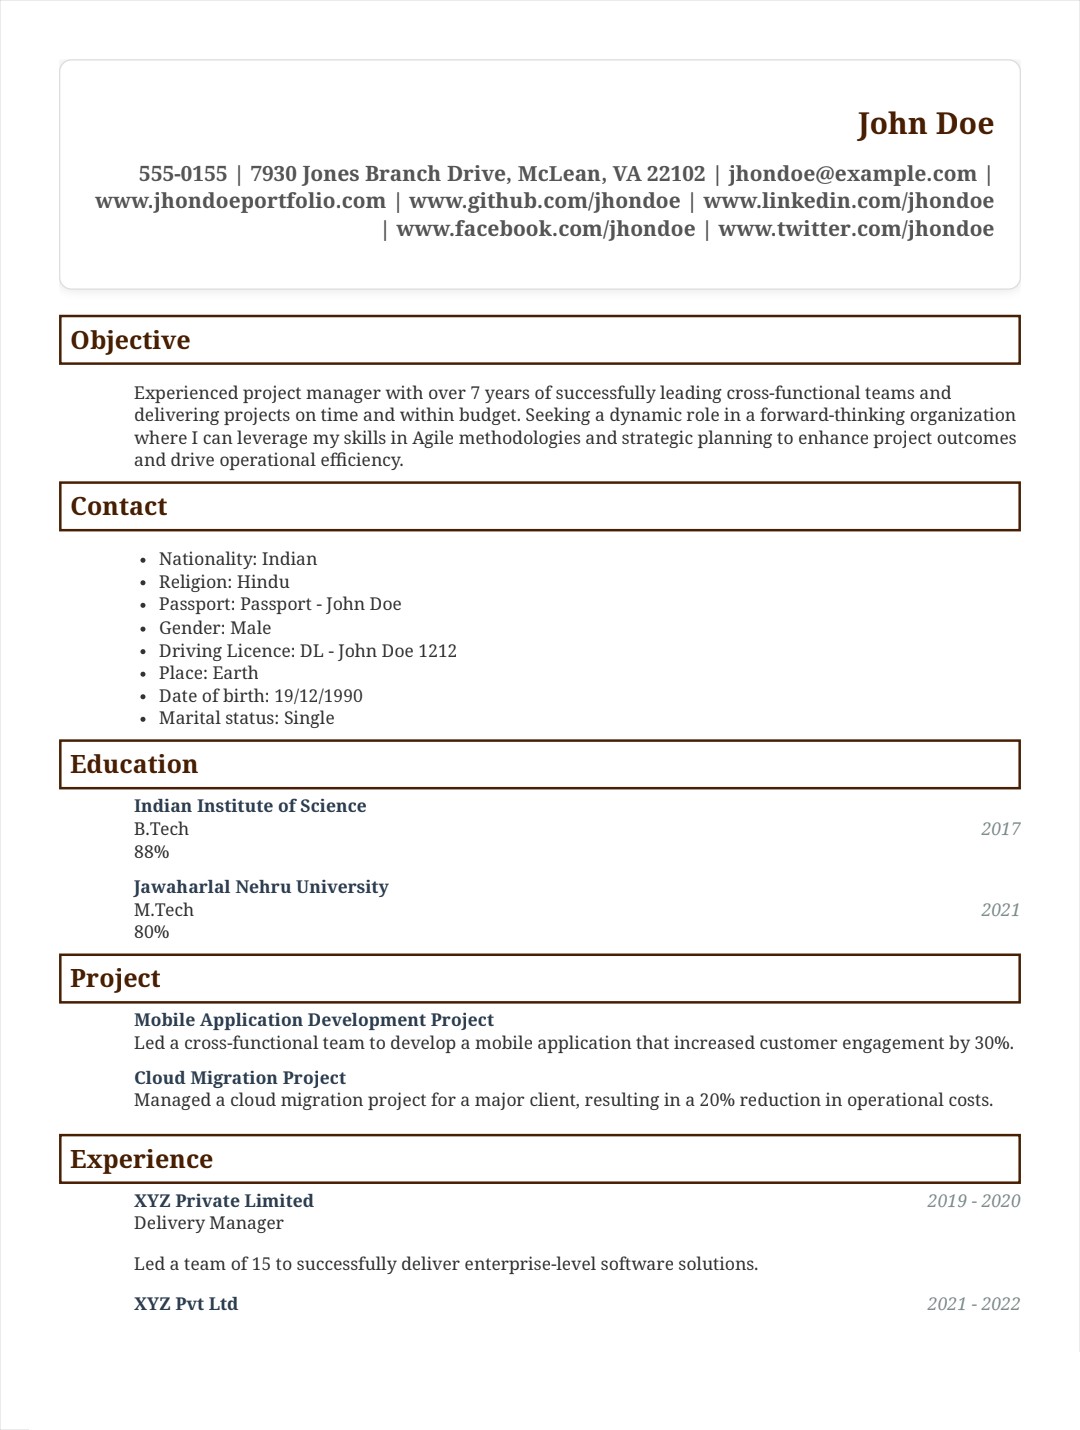 John Doe
555-0155 | 7930 Jones Branch Drive, McLean, VA 22102 | jhondoe@example.com |
www.jhondoeportfolio.com | www.github.com/jhondoe | www.linkedin.com/jhondoe
| www.facebook.com/jhondoe | www.twitter.com/jhondoe
Objective
Experienced project manager with over 7 years of successfully leading cross-functional teams and
delivering projects on time and within budget. Seeking a dynamic role in a forward-thinking organization
where I can leverage my skills in Agile methodologies and strategic planning to enhance project outcomes
and drive operational efficiency.
Contact
• Nationality: Indian
• Religion: Hindu
• Passport: Passport - John Doe
• Gender: Male
• Driving Licence: DL - John Doe 1212
• Place: Earth
• Date of birth: 19/12/1990
• Marital status: Single
Education
Indian Institute of Science
B.Tech 2017
88%
Jawaharlal Nehru University
M.Tech 2021
80%
Project
Mobile Application Development Project
Led a cross-functional team to develop a mobile application that increased customer engagement by 30%.
Cloud Migration Project
Managed a cloud migration project for a major client, resulting in a 20% reduction in operational costs.
Experience
XYZ Private Limited 2019 - 2020
Delivery Manager
Led a team of 15 to successfully deliver enterprise-level software solutions.
XYZ Pvt Ltd 2021 - 2022